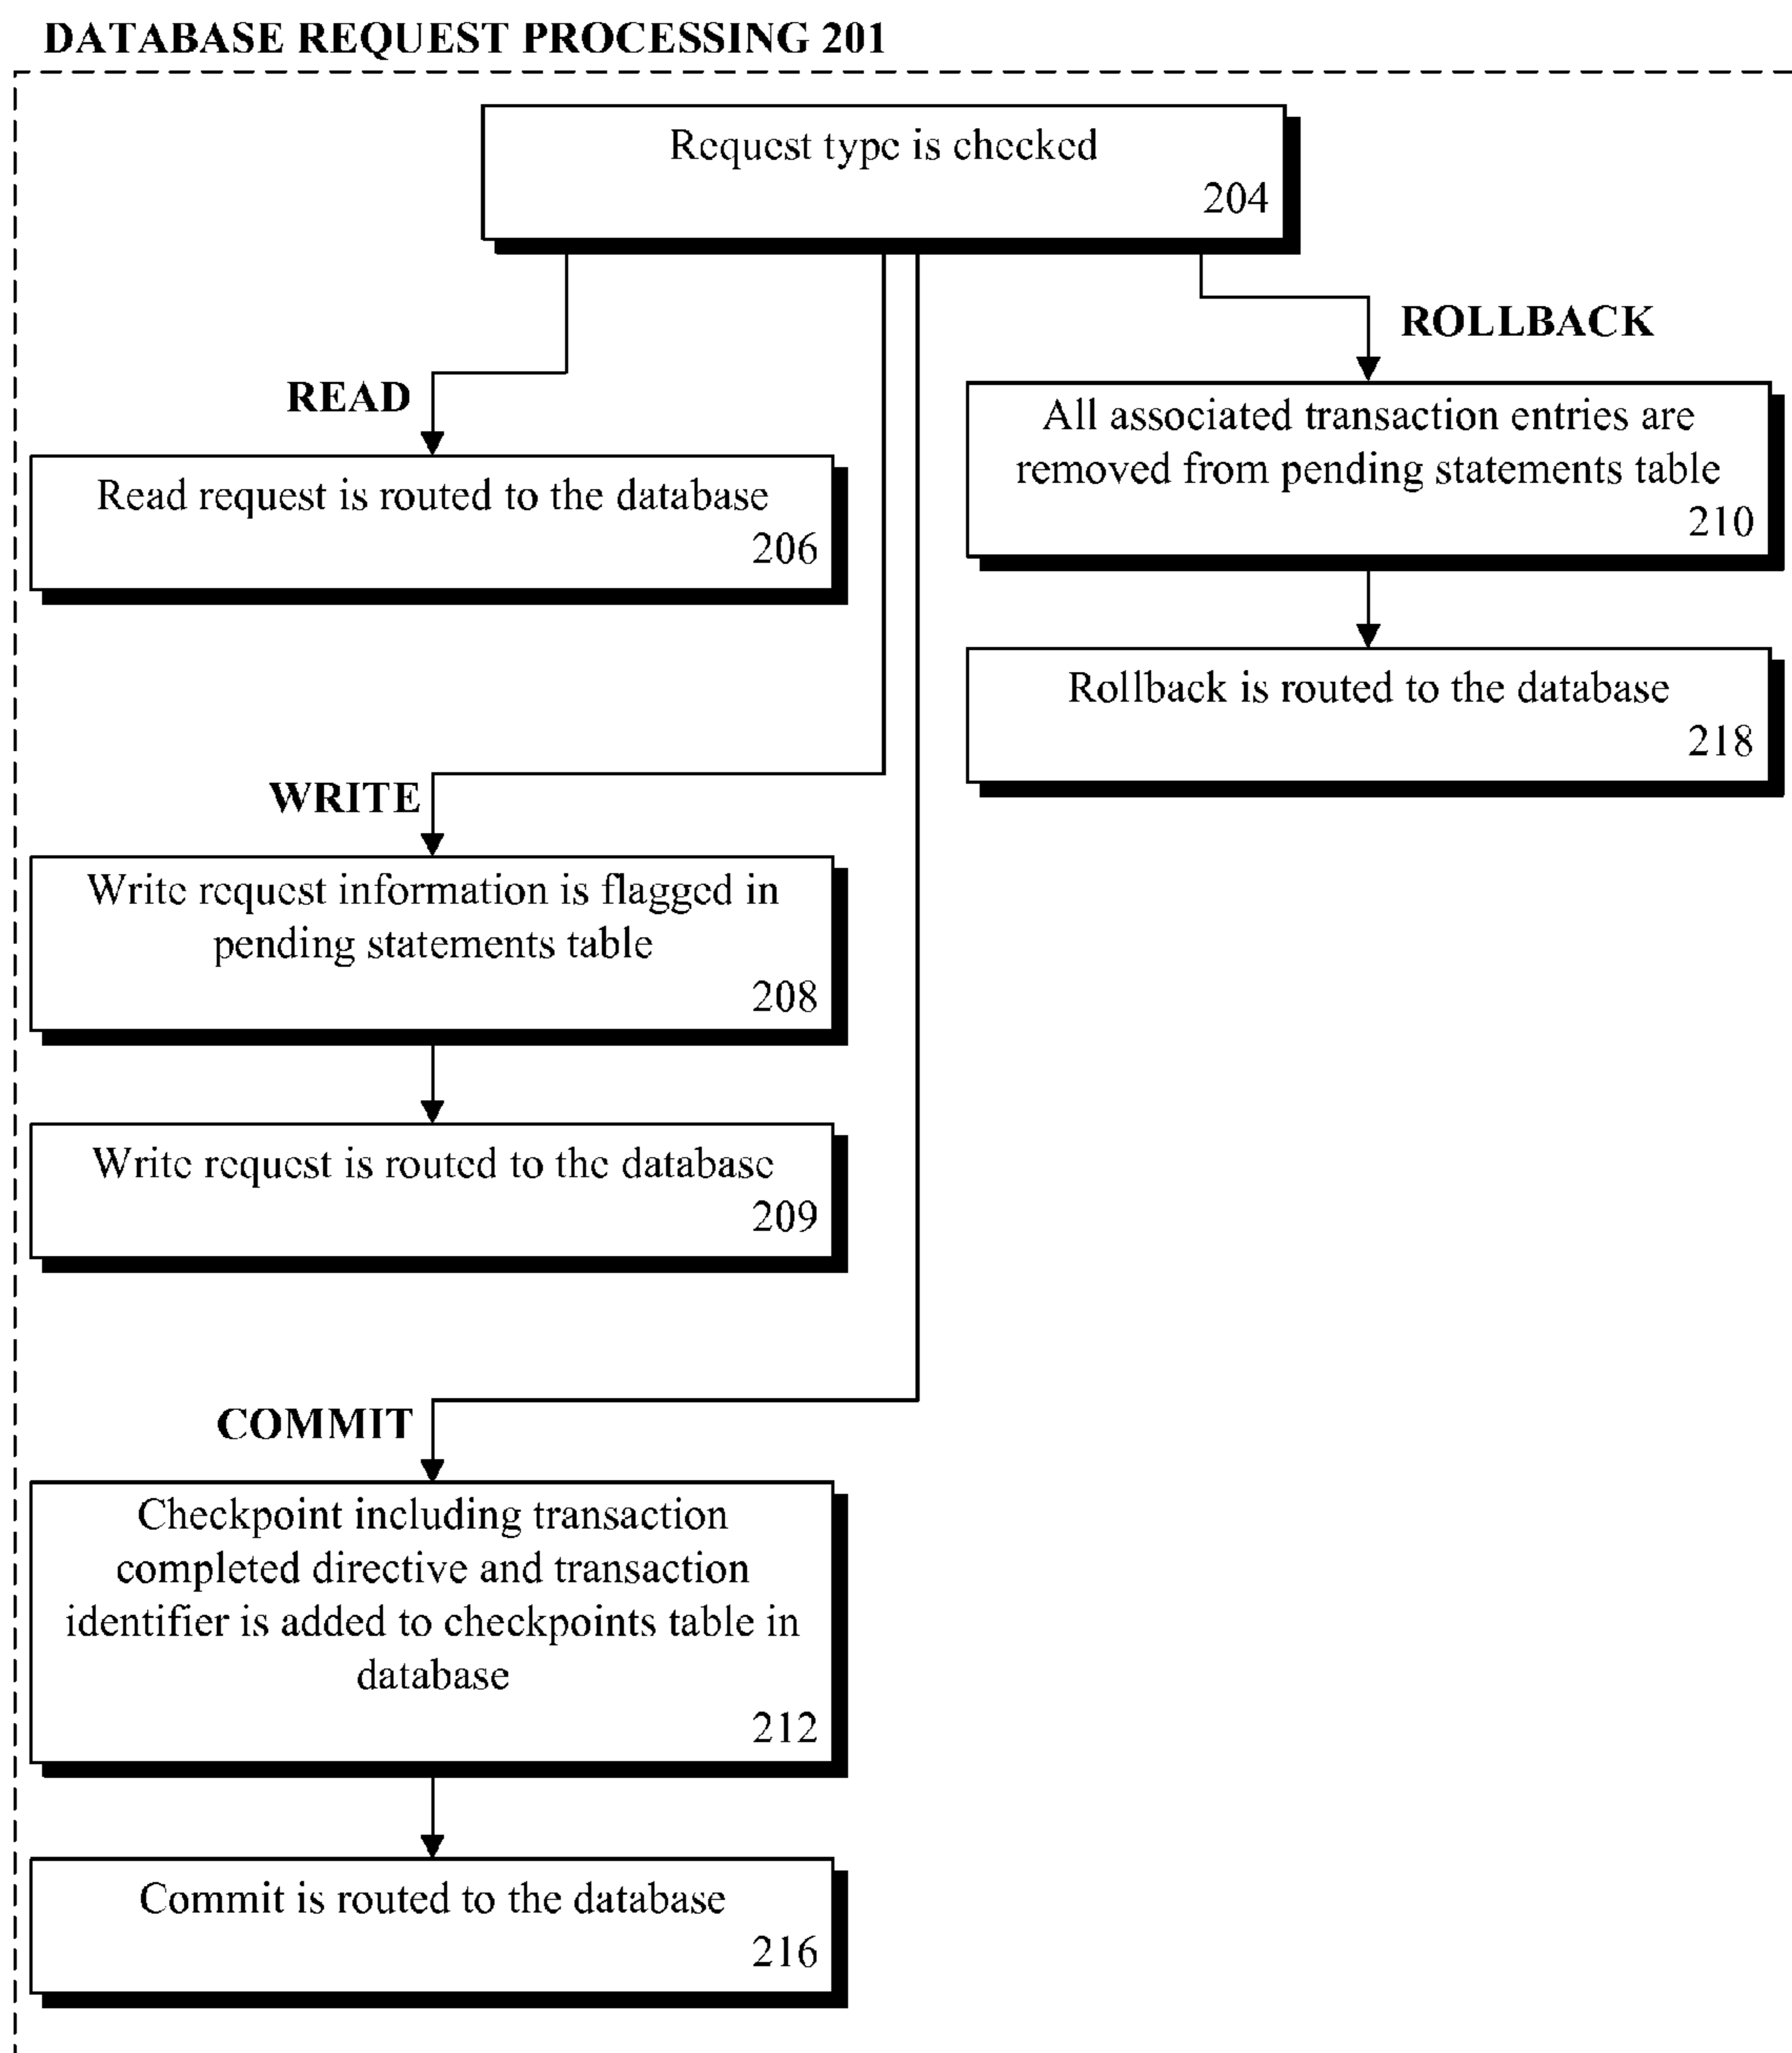 DATABASE REQUEST PROCESSING 201
Request type is checked
204
ROLLBACK
READ
All associated transaction entries are
removed from pending statements table
210
Read request is routed to the database
206
Rollback is routed to the database
218
WRITE
Write request information is flagged in
pending statements table
208
Write request is routed to the database
209
COMMIT
Checkpoint including transaction
completed directive and transaction
identifier is added to checkpoints table in
database
212
Commit is routed to the database
216